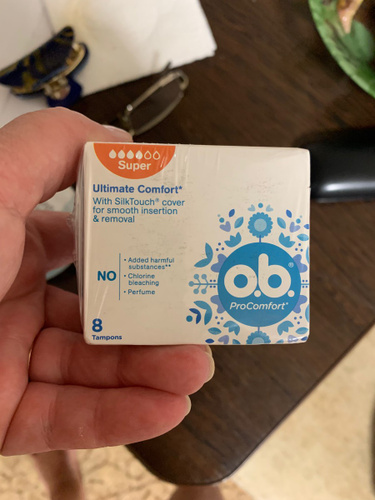 Super
Ultimate Comfort*
With SilkTouch® cover
for smooth insertion
& removal
NO
• Added harmful
substances**
• Chlorine
bleaching
• Perfume
o.b.®
ProComfort*
8
Tampons